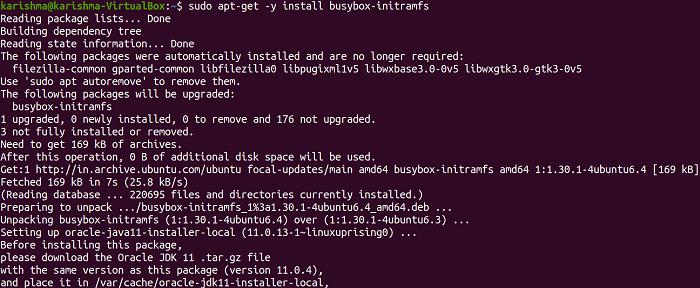 karishma@karishma-VirtualBox:~$ sudo apt-get -y install busybox-initramfs
Reading package lists... Done
Building dependency tree
Reading state information... Done
The following packages were automatically installed and are no longer required:
  filezilla-common gparted-common libfilezilla0 libpugixml1v5 libwxbase3.0-0v5 libwxgtk3.0-gtk3-0v5
Use 'sudo apt autoremove' to remove them.
The following packages will be upgraded:
  busybox-initramfs
1 upgraded, 0 newly installed, 0 to remove and 176 not upgraded.
3 not fully installed or removed.
Need to get 169 kB of archives.
After this operation, 0 B of additional disk space will be used.
Get:1 http://in.archive.ubuntu.com/ubuntu focal-updates/main amd64 busybox-initramfs amd64 1:1.30.1-4ubuntu6.4 [169 kB]
Fetched 169 kB in 7s (25.8 kB/s)
(Reading database ... 220695 files and directories currently installed.)
Preparing to unpack .../busybox-initramfs_1%3a1.30.1-4ubuntu6.4_amd64.deb ...
Unpacking busybox-initramfs (1:1.30.1-4ubuntu6.4) over (1:1.30.1-4ubuntu6.3) ...
Setting up oracle-java11-installer-local (11.0.13-1~linuxuprising0) ...
Before installing this package,
please download the Oracle JDK 11 .tar.gz file
with the same version as this package (version 11.0.4),
and place it in /var/cache/oracle-jdk11-installer-local,